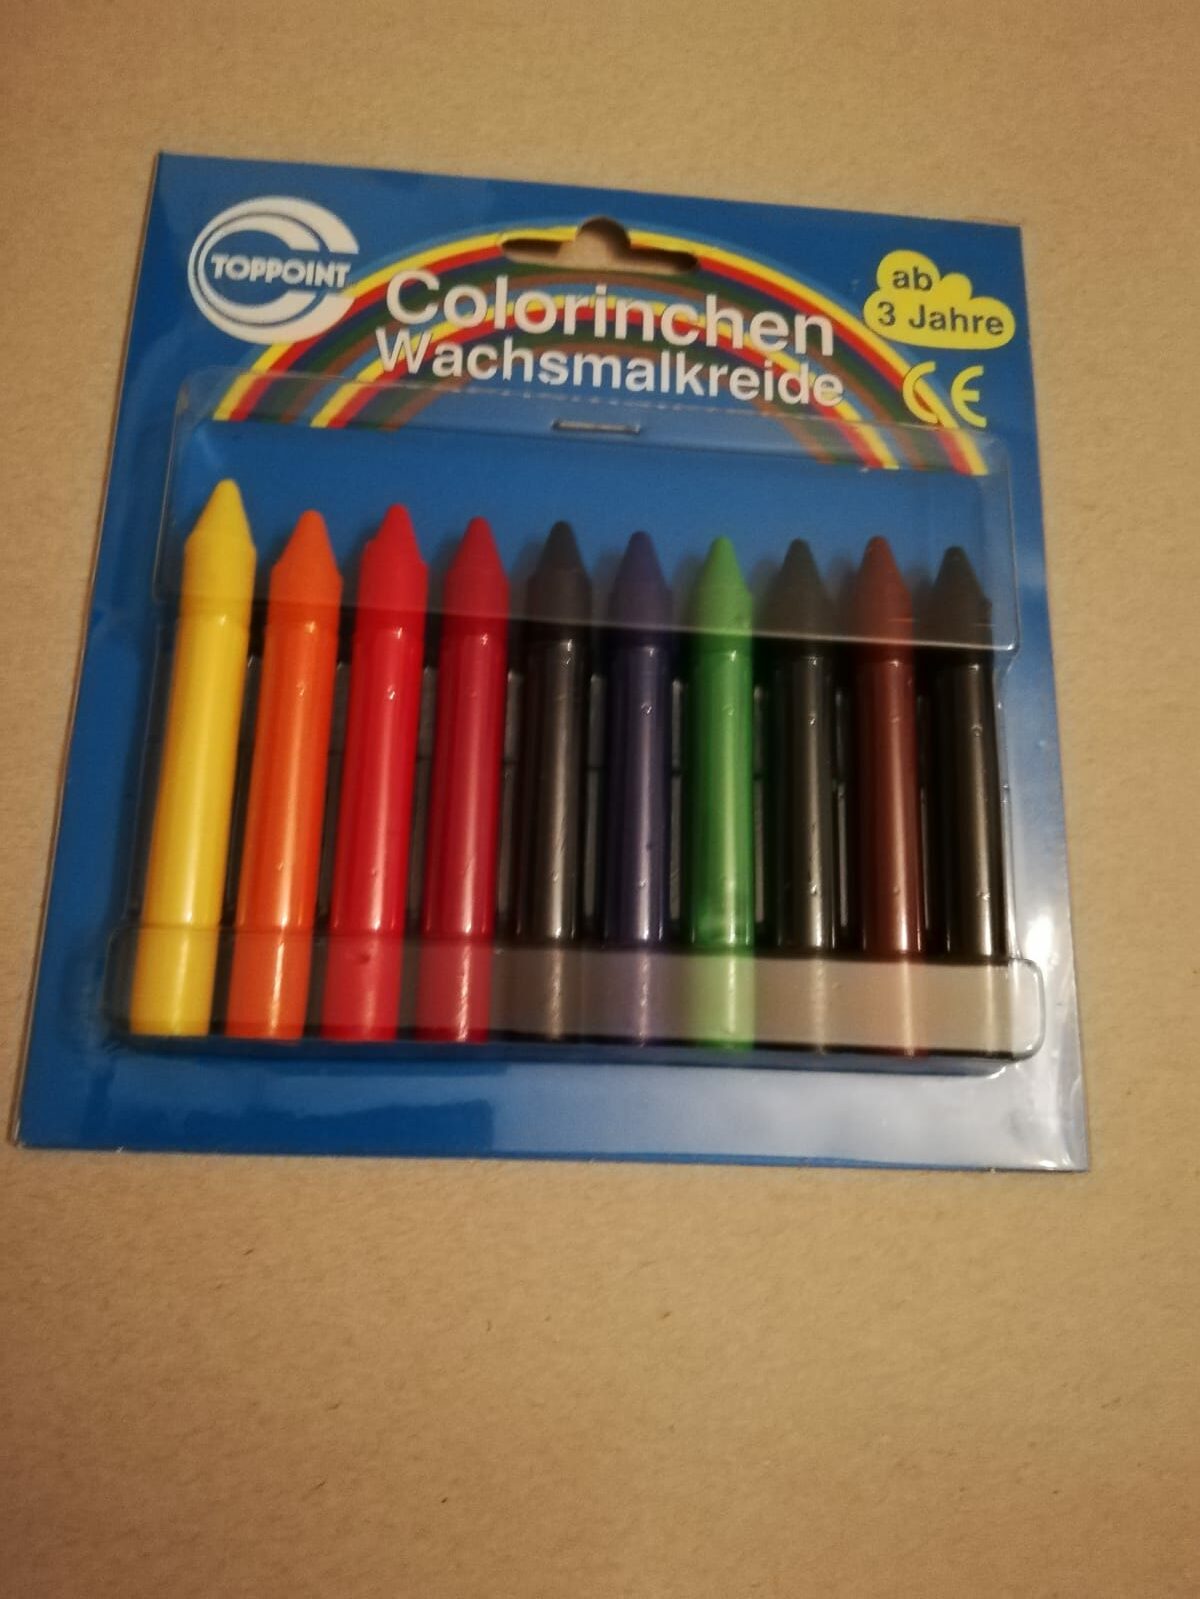 TOPPOINT
Colorinchen
Wachsmalkreide
ab
3 Jahre
CE